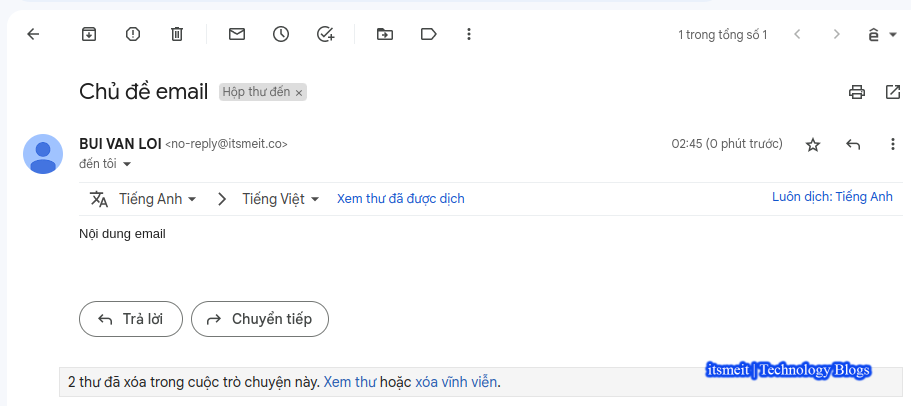 1 trong tổng số 1
Chủ đề email Hộp thư đến ×
BUI VAN LOI <no-reply@itsmeit.co> 02:45 (0 phút trước)
đến tôi
Tiếng Anh > Tiếng Việt Xem thư đã được dịch Luôn dịch: Tiếng Anh
Nội dung email
Trả lời Chuyển tiếp
2 thư đã xóa trong cuộc trò chuyện này. Xem thư hoặc xóa vĩnh viễn.
itsmeit | Technology Blogs